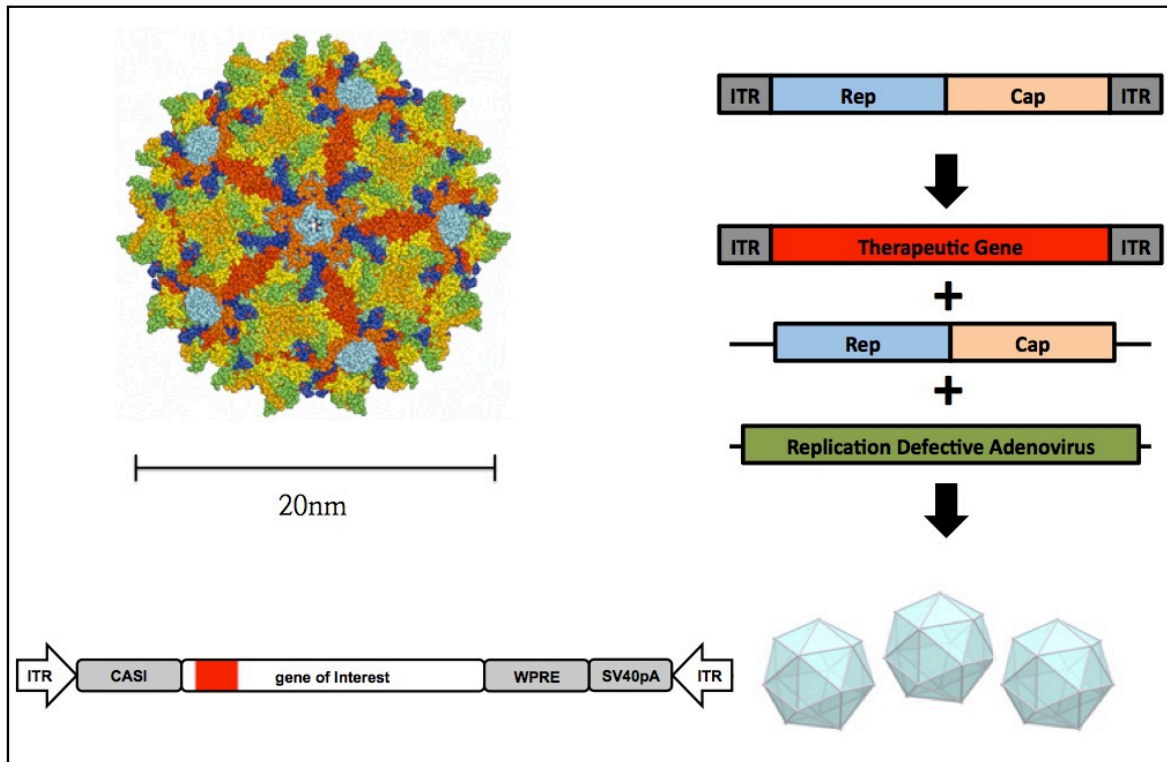 ITR Rep Cap ITR
ITR Therapeutic Gene ITR
+
Rep Cap
+
Replication Defective Adenovirus
20nm
ITR CASI gene of Interest WPRE SV40pA ITR